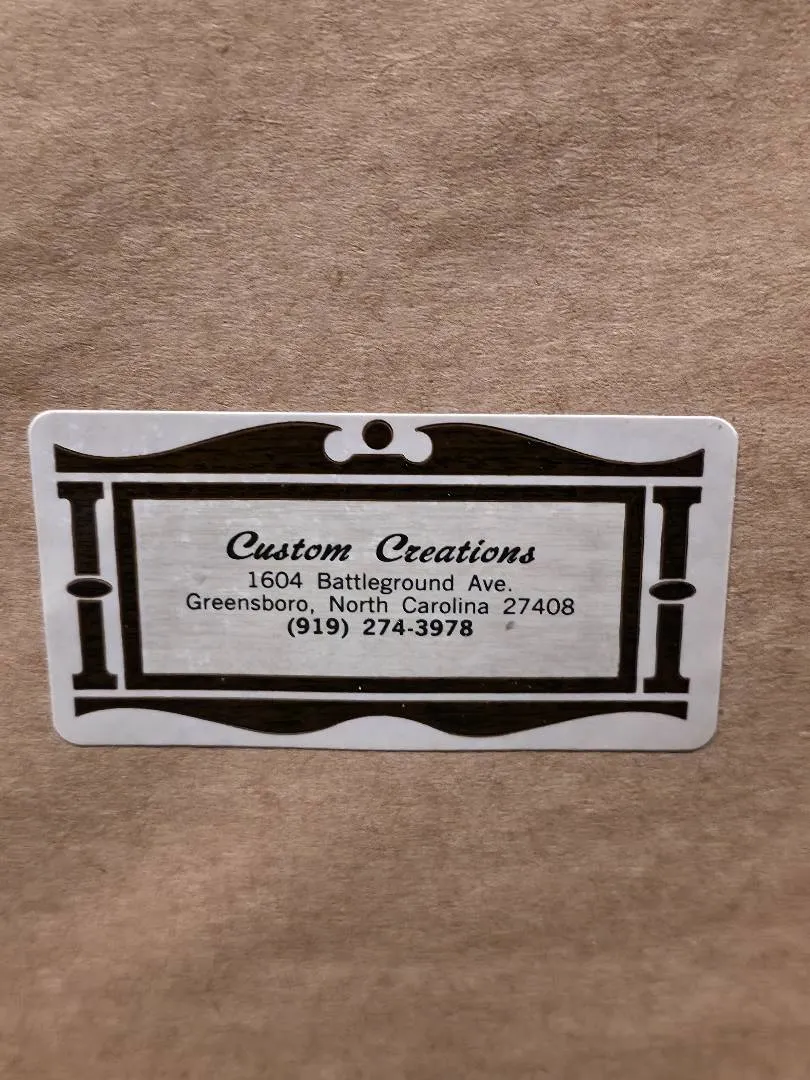 Custom Creations
1604 Battleground Ave.
Greensboro, North Carolina 27408
(919) 274-3978